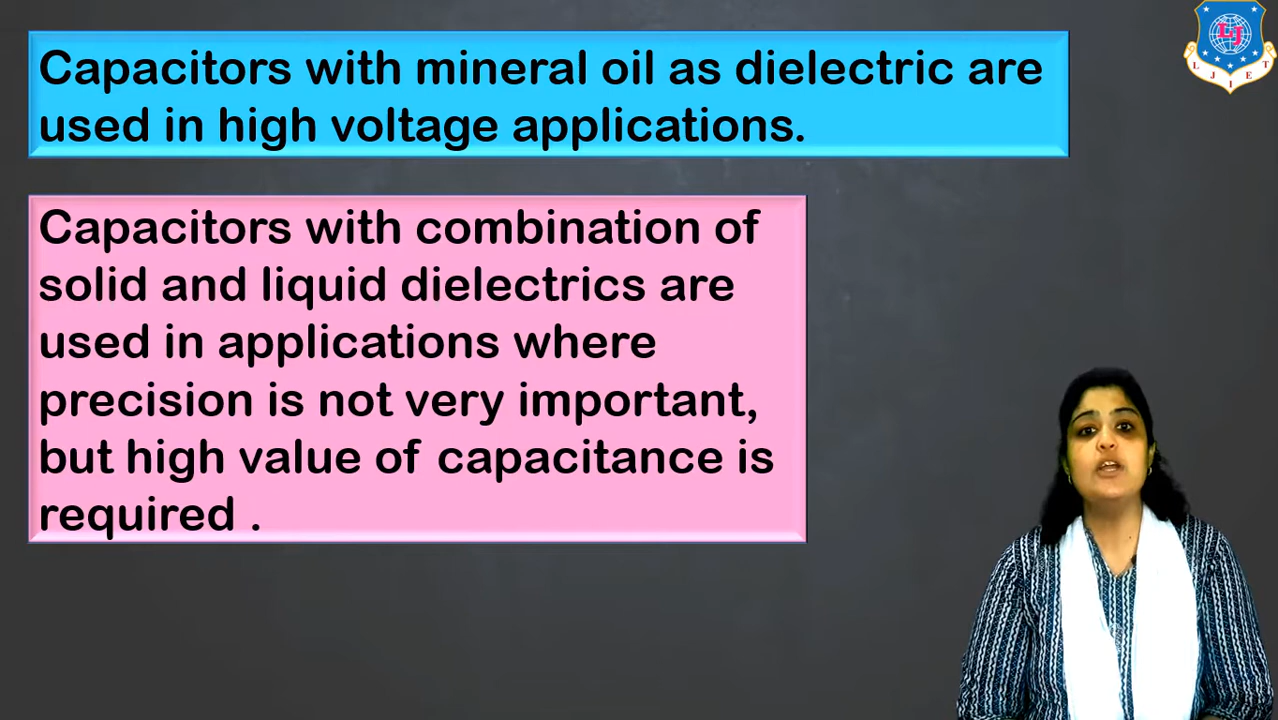 Capacitors with mineral oil as dielectric are
used in high voltage applications.
Capacitors with combination of
solid and liquid dielectrics are
used in applications where
precision is not very important,
but high value of capacitance is
required .
LJ
L J I E T